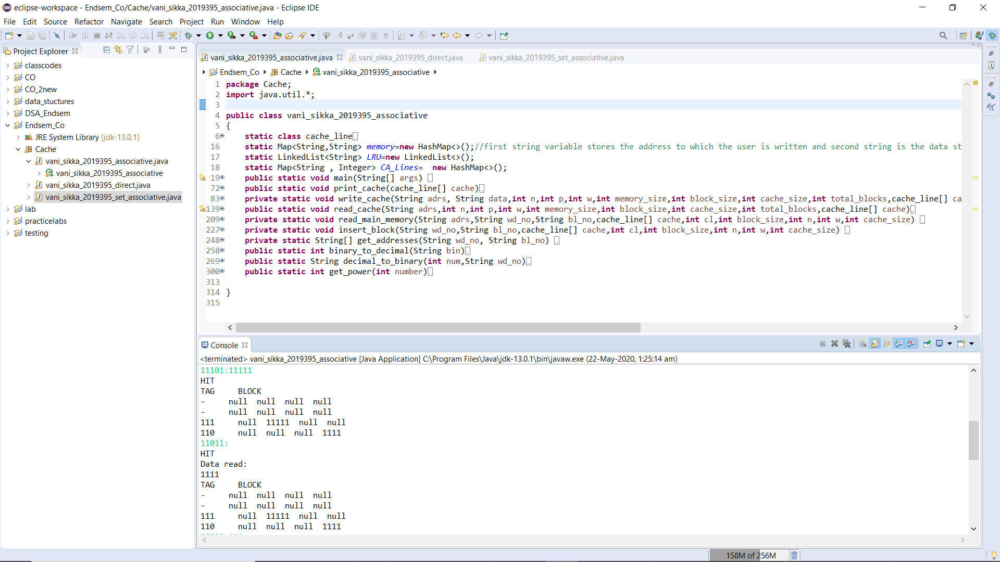 eclipse-workspace - Endsem_Co/Cache/vani_sikka_2019395_associative.java - Eclipse IDE
File Edit Source Refactor Navigate Search Project Run Window Help
Project Explorer
classcodes
CO
CO_2new
data_stuctures
DSA_Endsem
Endsem_Co
JRE System Library [jdk-13.0.1]
Cache
vani_sikka_2019395_associative.java
vani_sikka_2019395_associative
vani_sikka_2019395_direct.java
vani_sikka_2019395_set_associative.java
lab
practicelabs
testing
vani_sikka_2019395_associative.java vani_sikka_2019395_direct.java vani_sikka_2019395_set_associative.java
Endsem_Co Cache vani_sikka_2019395_associative
1 package Cache;
2 import java.util.*;
3
4 public class vani_sikka_2019395_associative
5 {
6 static class cache_line
16 static Map<String,String> memory=new HashMap<>();//first string variable stores the address to which the user is written and second string is the data st
17 static LinkedList<String> LRU=new LinkedList<>();
18 static Map<String , Integer> CA_Lines= new HashMap<>();
19 public static void main(String[] args)
72 public static void print_cache(cache_line[] cache)
83 private static void write_cache(String adrs, String data,int n,int p,int w,int memory_size,int block_size,int cache_size,int total_blocks,cache_line[] ca
139 public static void read_cache(String adrs,int n,int p,int w,int memory_size,int block_size,int cache_size,int total_blocks,cache_line[] cache)
209 private static void read_main_memory(String adrs,String wd_no,String bl_no,cache_line[] cache,int cl,int block_size,int n,int w,int cache_size)
227 private static void insert_block(String wd_no,String bl_no,cache_line[] cache,int cl,int block_size,int n,int w,int cache_size)
248 private static String[] get_addresses(String wd_no, String bl_no)
258 public static int binary_to_decimal(String bin)
269 public static String decimal_to_binary(int num,String wd_no)
300 public static int get_power(int number)
313
314 }
315
Console
<terminated> vani_sikka_2019395_associative [Java Application] C:\Program Files\Java\jdk-13.0.1\bin\javaw.exe (22-May-2020, 1:25:14 am)
11101:11111
HIT
TAG BLOCK
- null null null null
- null null null null
111 null 11111 null null
110 null null null 1111
11011:
HIT
Data read:
1111
TAG BLOCK
- null null null null
- null null null null
111 null 11111 null null
110 null null null 1111
158M of 256M